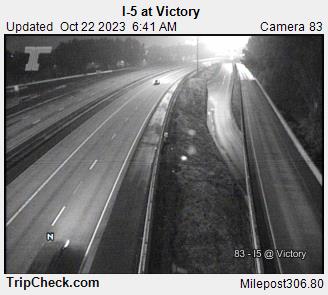 I-5 at Victory
Updated Oct 22 2023 6:41 AM Camera 83
T
N
83 - I5 @ Victory
TripCheck.com Milepost306.80